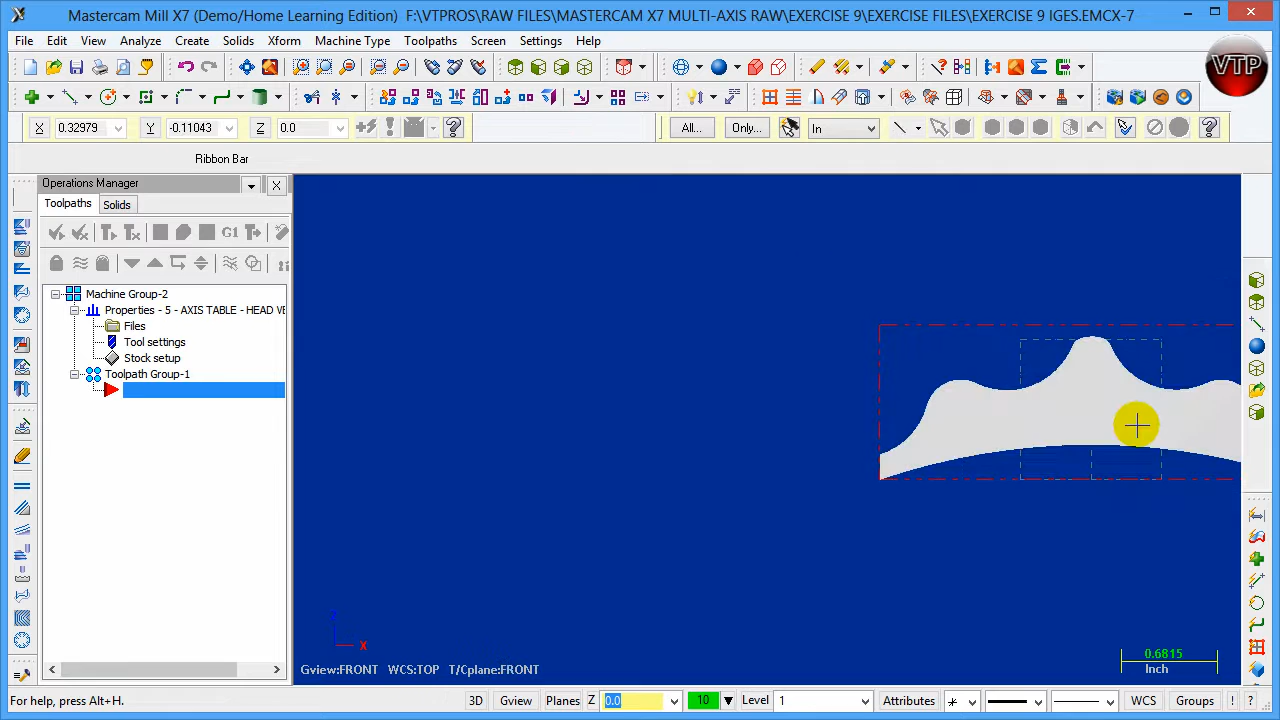 Mastercam Mill X7 (Demo/Home Learning Edition) F:\VTPROS\RAW FILES\MASTERCAM X7 MULTI-AXIS RAW\EXERCISE 9\EXERCISE FILES\EXERCISE 9 IGES.EMCX-7
File Edit View Analyze Create Solids Xform Machine Type Toolpaths Screen Settings Help
VTP
X 0.32979 Y -0.11043 Z 0.0 All... Only... In
Ribbon Bar
Operations Manager
Toolpaths Solids
G1
Machine Group-2
Properties - 5 - AXIS TABLE - HEAD VE
Files
Tool settings
Stock setup
Toolpath Group-1
Z
X
Gview:FRONT WCS:TOP T/Cplane:FRONT
0.6815
Inch
For help, press Alt+H.
3D Gview Planes Z 0.0 10 Level 1 Attributes WCS Groups ! ?